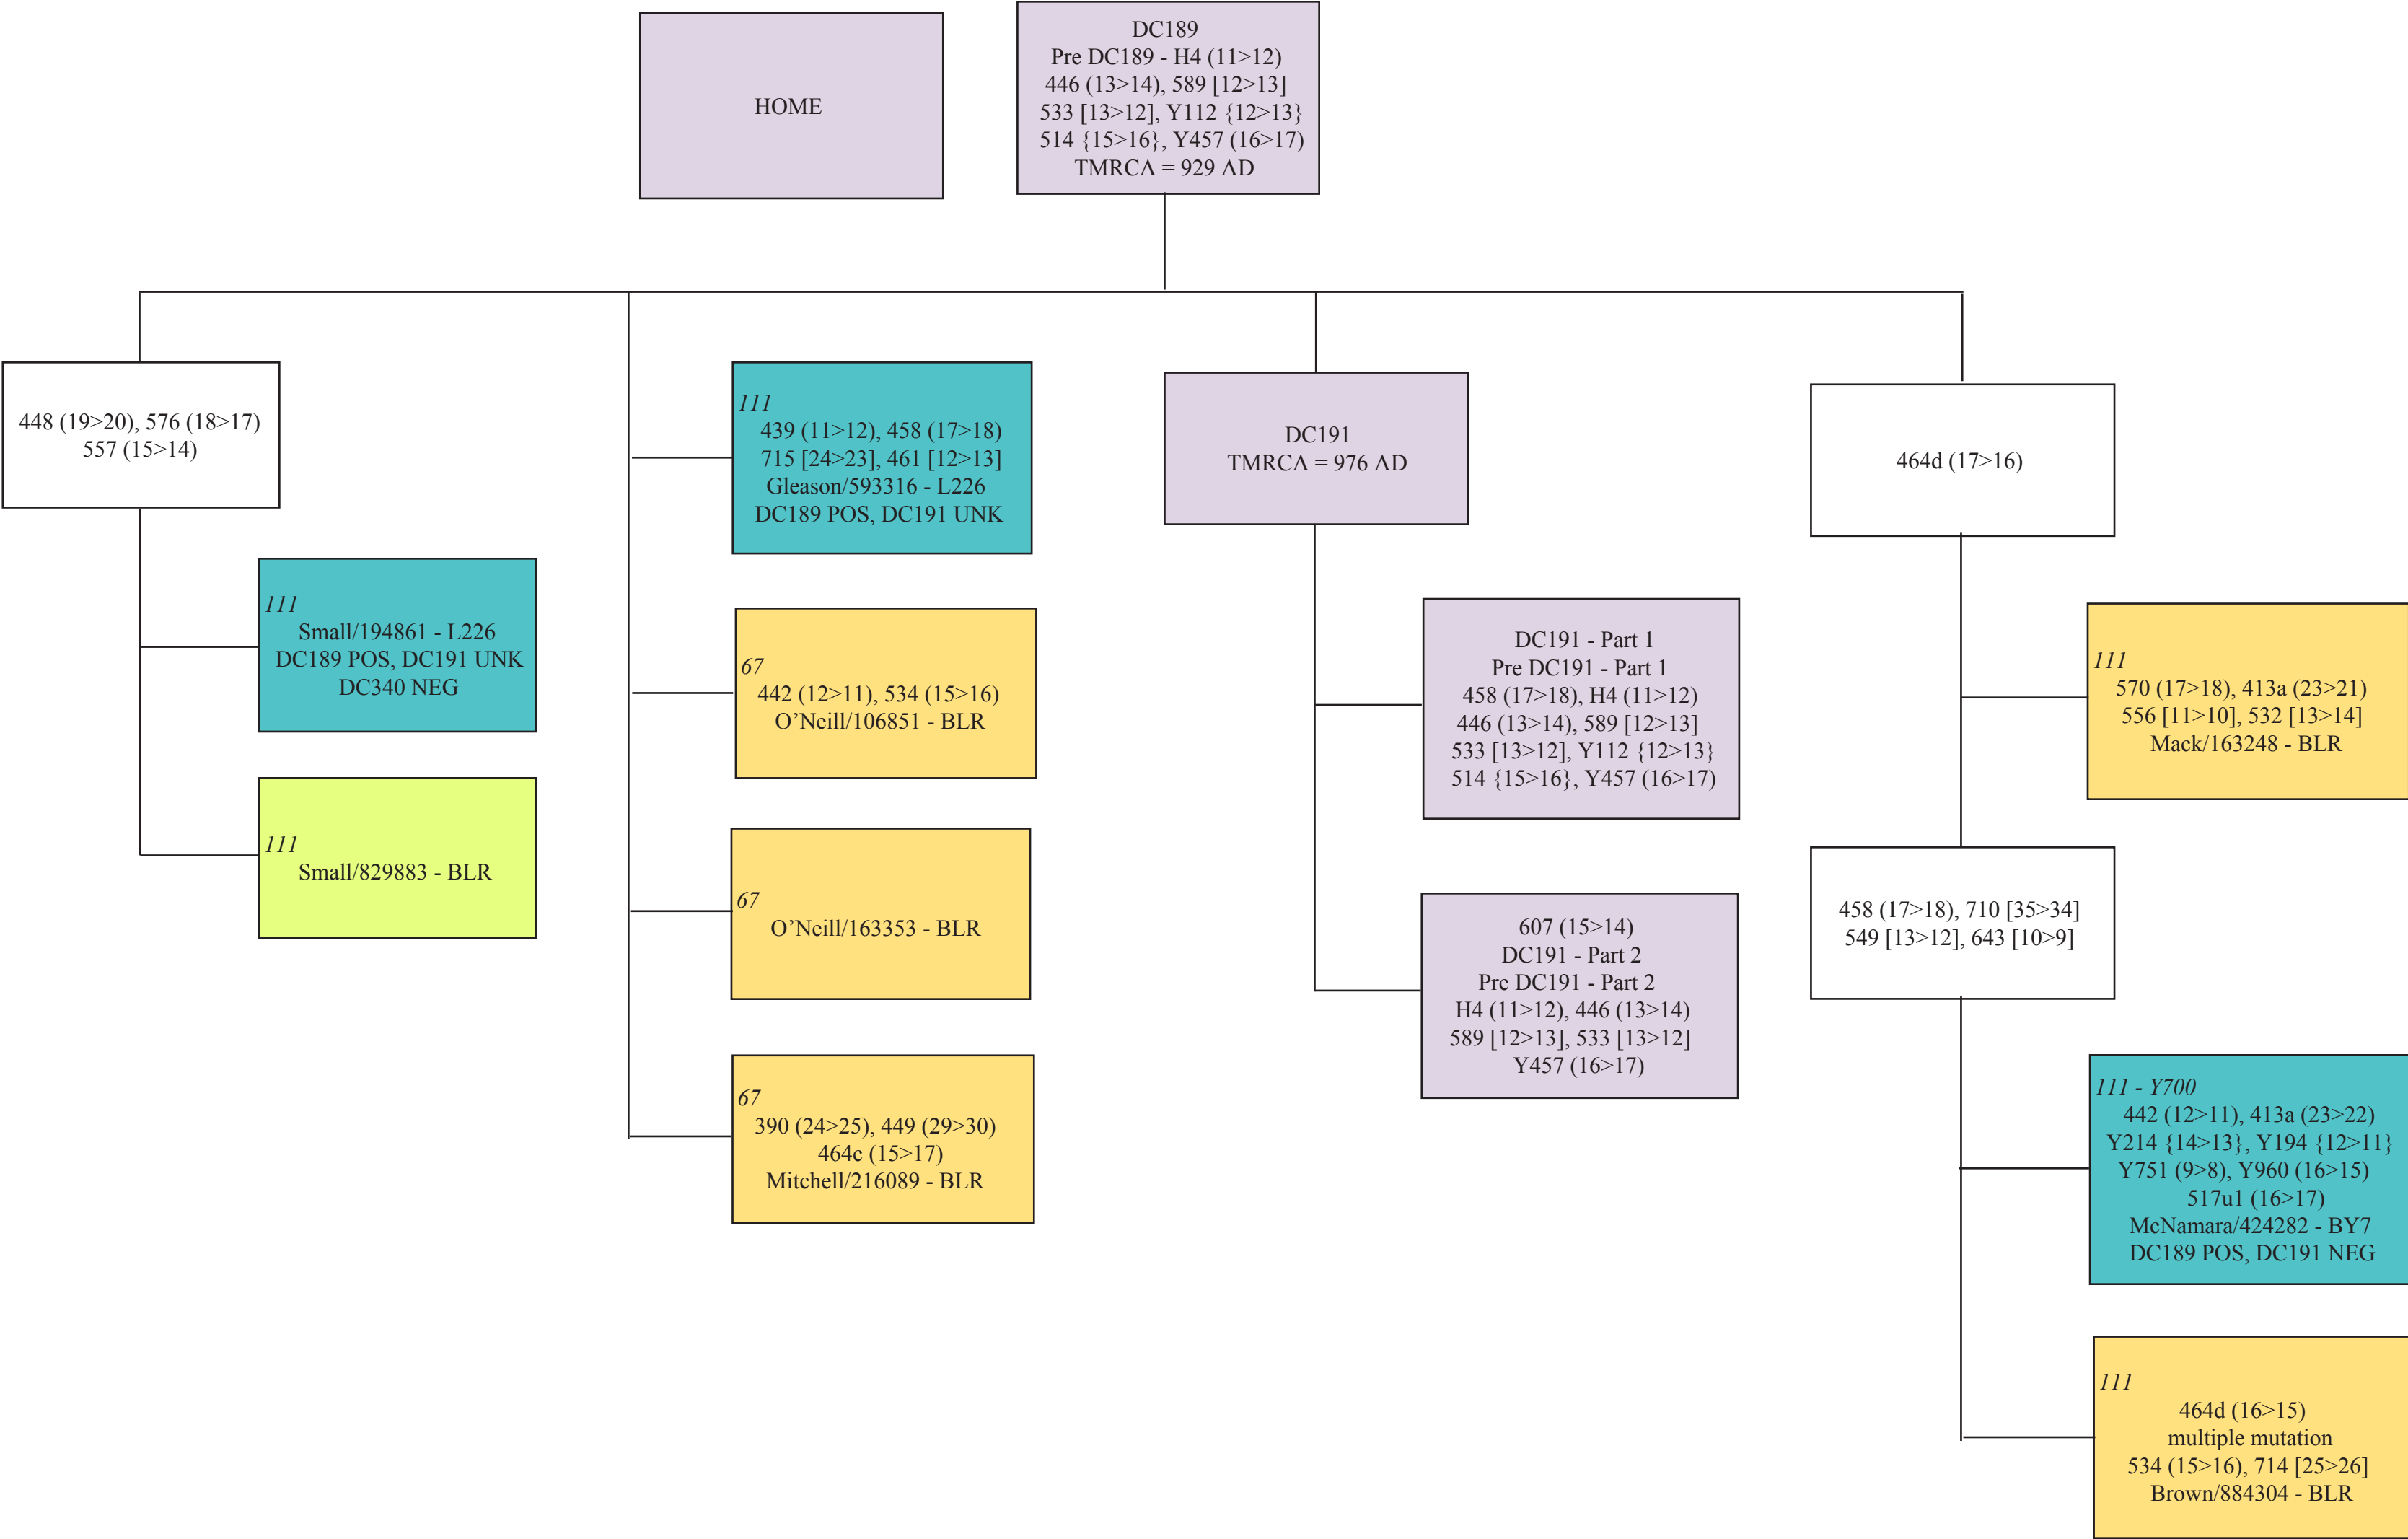 HOME
DC189
Pre DC189 - H4 (11>12)
446 (13>14), 589 [12>13]
533 [13>12], Y112 {12>13}
514 {15>16}, Y457 (16>17)
TMRCA = 929 AD
448 (19>20), 576 (18>17)
557 (15>14)
111
Small/194861 - L226
DC189 POS, DC191 UNK
DC340 NEG
111
Small/829883 - BLR
111
439 (11>12), 458 (17>18)
715 [24>23], 461 [12>13]
Gleason/593316 - L226
DC189 POS, DC191 UNK
67
442 (12>11), 534 (15>16)
O’Neill/106851 - BLR
67
O’Neill/163353 - BLR
67
390 (24>25), 449 (29>30)
464c (15>17)
Mitchell/216089 - BLR
DC191
TMRCA = 976 AD
DC191 - Part 1
Pre DC191 - Part 1
458 (17>18), H4 (11>12)
446 (13>14), 589 [12>13]
533 [13>12], Y112 {12>13}
514 {15>16}, Y457 (16>17)
607 (15>14)
DC191 - Part 2
Pre DC191 - Part 2
H4 (11>12), 446 (13>14)
589 [12>13], 533 [13>12]
Y457 (16>17)
464d (17>16)
111
570 (17>18), 413a (23>21)
556 [11>10], 532 [13>14]
Mack/163248 - BLR
458 (17>18), 710 [35>34]
549 [13>12], 643 [10>9]
111 - Y700
442 (12>11), 413a (23>22)
Y214 {14>13}, Y194 {12>11}
Y751 (9>8), Y960 (16>15)
517u1 (16>17)
McNamara/424282 - BY7
DC189 POS, DC191 NEG
111
464d (16>15)
multiple mutation
534 (15>16), 714 [25>26]
Brown/884304 - BLR